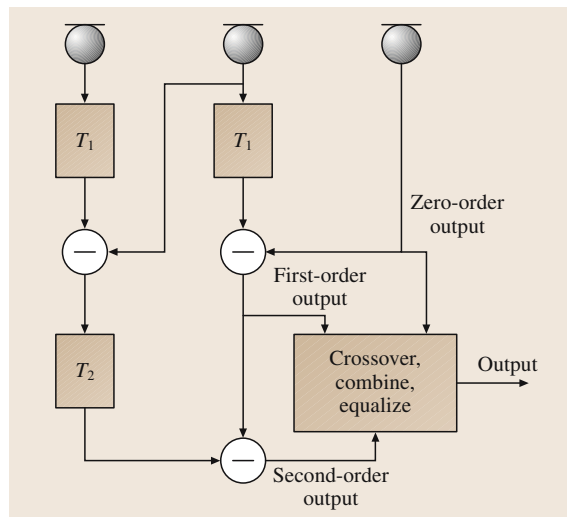 T1
T1
Zero-order
output
—
—
First-order
output
T2
Crossover,
combine,
equalize
Output
—
Second-order
output